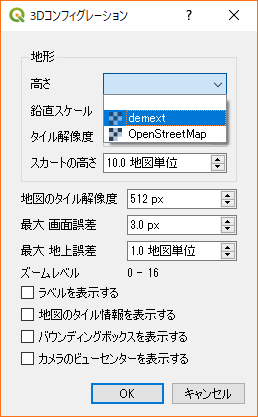 3Dコンフィグレーション ? ×
地形
高さ
demext
鉛直スケール
OpenStreetMap
タイル解像度
スカートの高さ 10.0 地図単位
地図のタイル解像度 512 px
最大 画面誤差 3.0 px
最大 地上誤差 1.0 地図単位
ズームレベル 0 - 16
ラベルを表示する
地図のタイル情報を表示する
バウンディングボックスを表示する
カメラのビューセンターを表示する
OK キャンセル